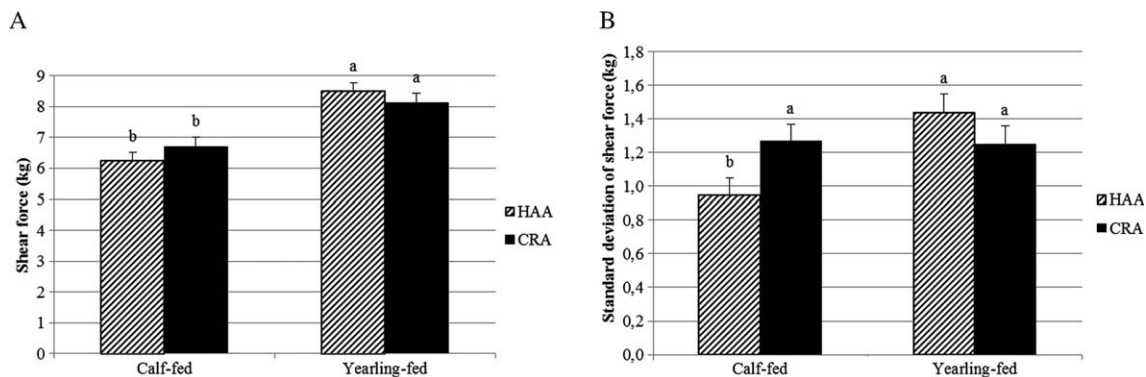 A
Shear force (kg)
9
8
7
6
5
4
3
2
1
0
b
b
a
a
Calf-fed
Yearling-fed
HAA
CRA
B
Standard deviation of shear force (kg)
1,8
1,6
1,4
1,2
1,0
0,8
0,6
0,4
0,2
0,0
b
a
a
a
Calf-fed
Yearling-fed
HAA
CRA